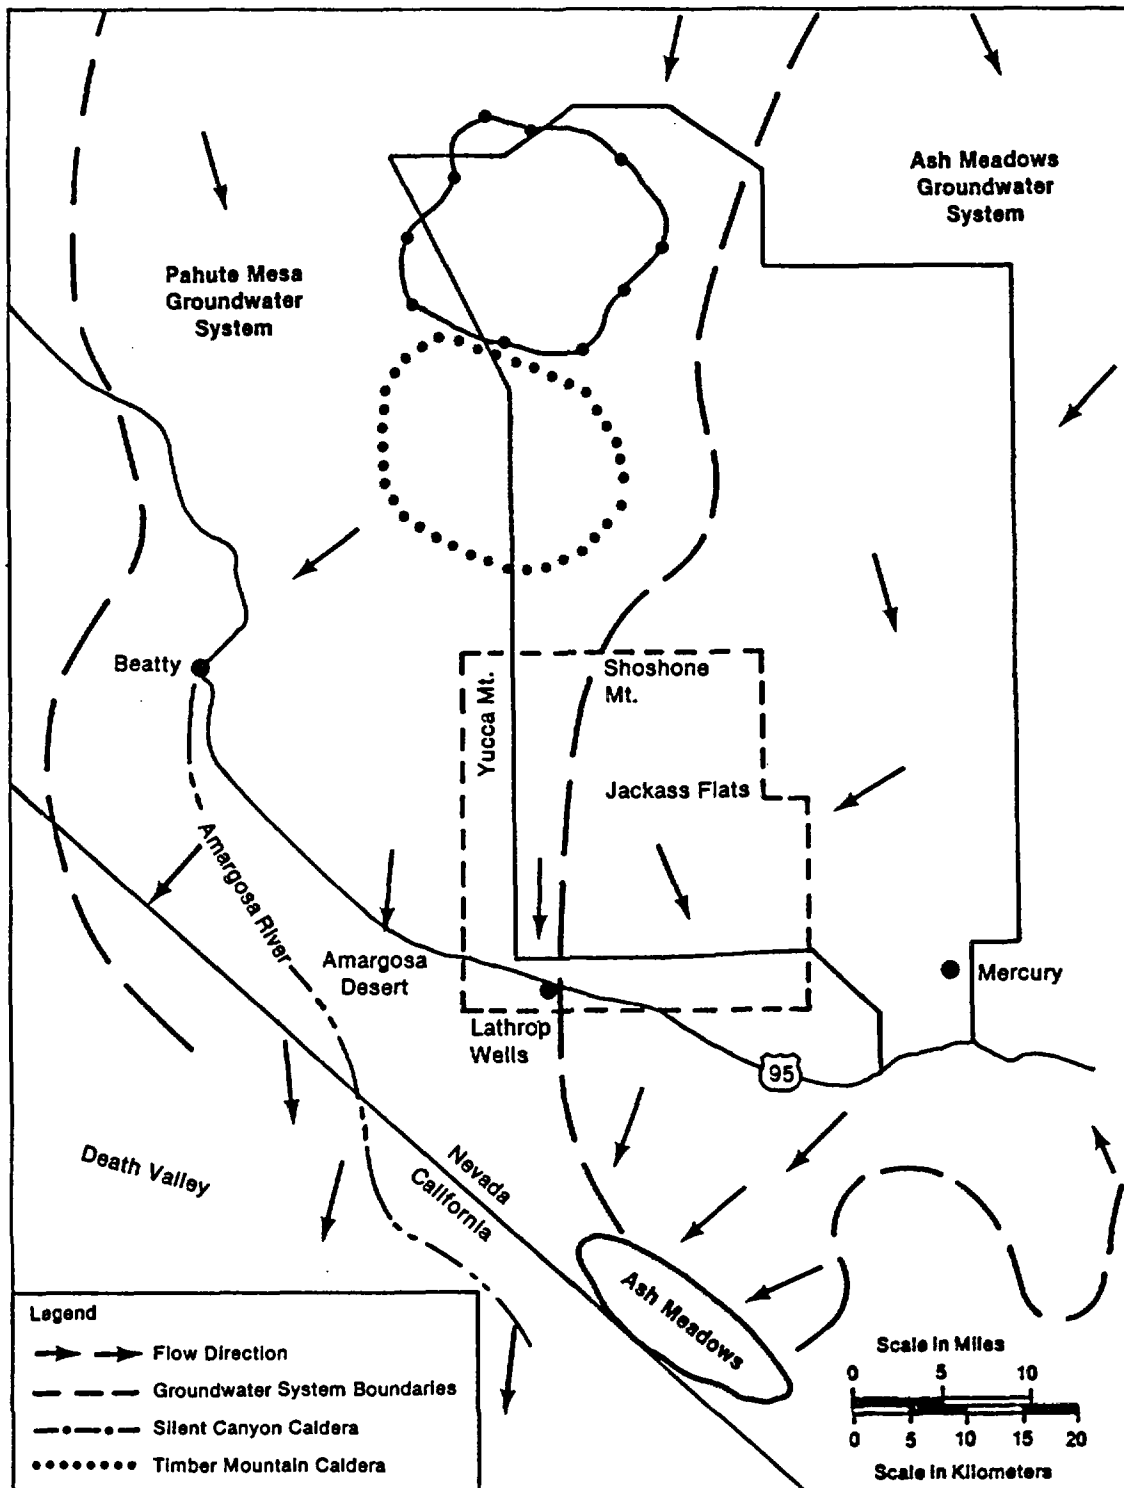 Ash Meadows
Groundwater
System
Pahute Mesa
Groundwater
System
Beatty
Yucca Mt.
Shoshone
Mt.
Jackass Flats
Amargosa River
Amargosa
Desert
Lathrop
Wells
Mercury
95
Death Valley
Nevada
California
Ash Meadows
Legend
Flow Direction
Groundwater System Boundaries
Silent Canyon Caldera
Timber Mountain Caldera
Scale in Miles
0 5 10
0 5 10 15 20
Scale in Kilometers